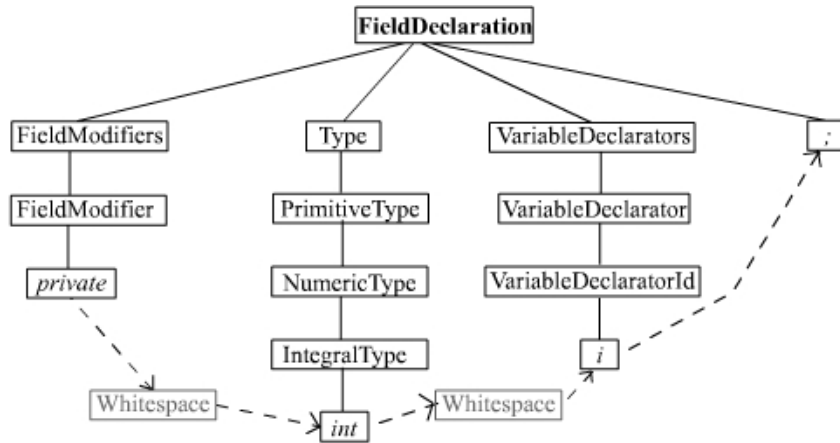 FieldDeclaration
FieldModifiers Type VariableDeclarators ;
FieldModifier PrimitiveType VariableDeclarator
private NumericType VariableDeclaratorId
IntegralType i
Whitespace int Whitespace